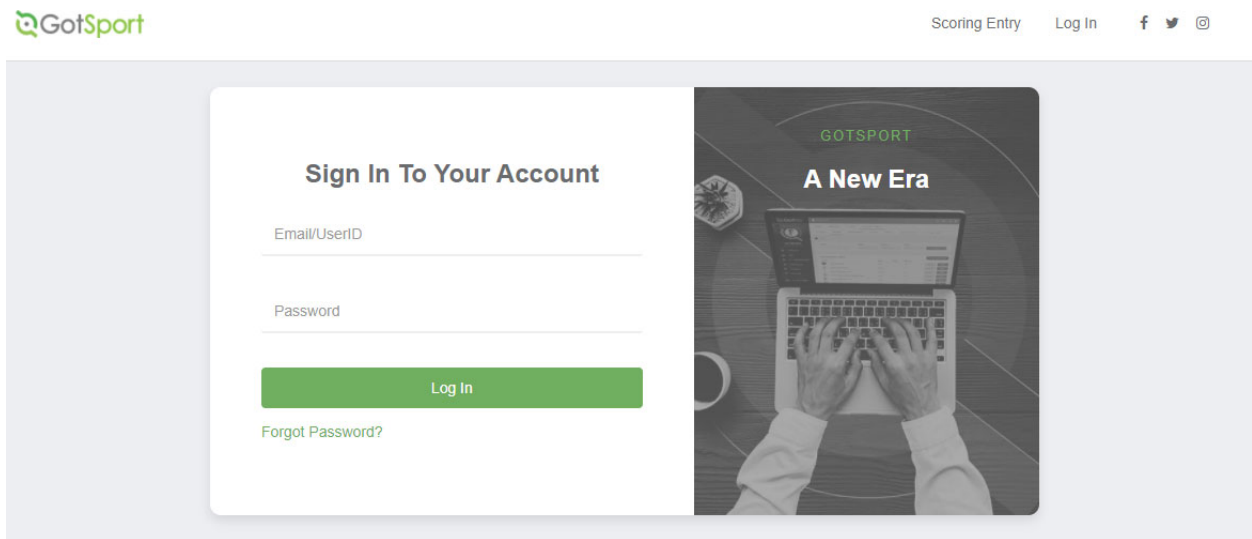 GotSport
Scoring Entry Log In
Sign In To Your Account
Email/UserID
Password
Log In
Forgot Password?
GOTSPORT
A New Era